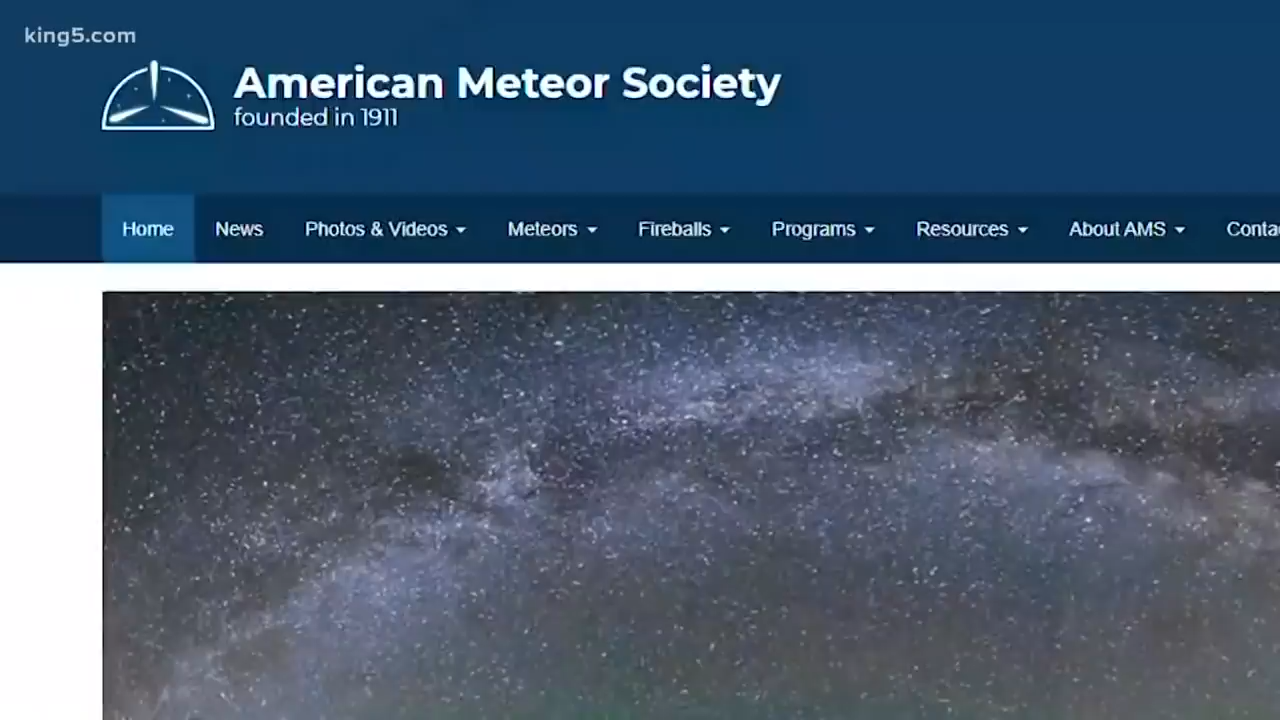 king5.com
American Meteor Society
founded in 1911
Home News Photos & Videos Meteors Fireballs Programs Resources About AMS